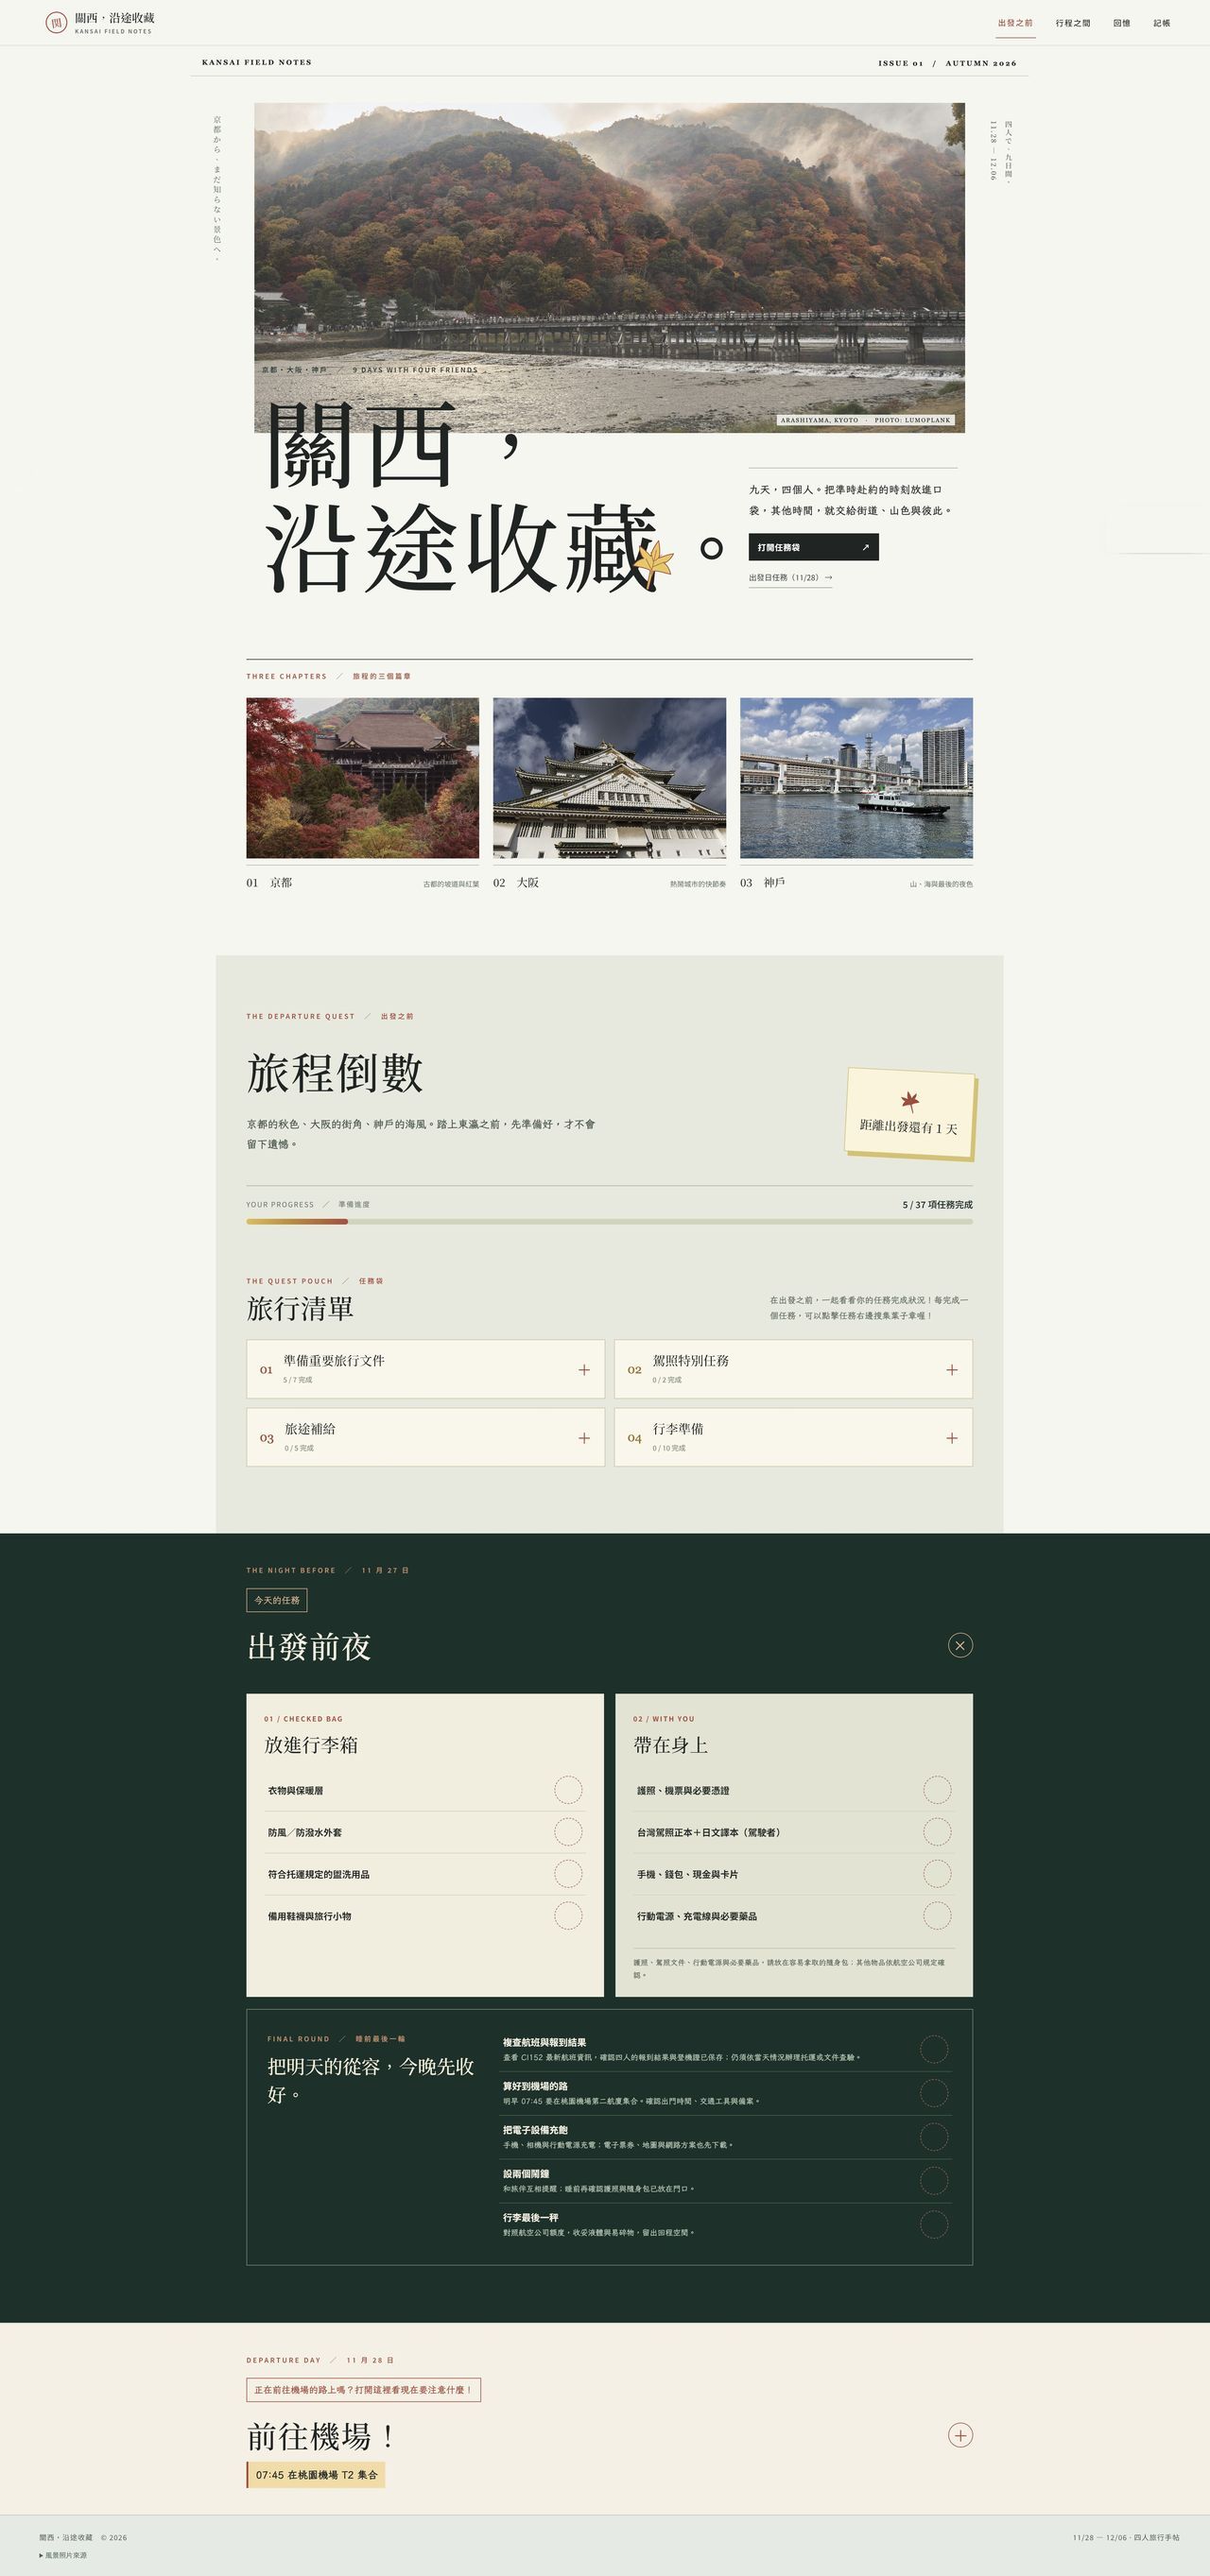 関 關西・沿途收藏
KANSAI FIELD NOTES
出發之前 行程之間 回憶 記帳
KANSAI FIELD NOTES
ISSUE 01 / AUTUMN 2026
京都から、まだ知らない景色へ。
四人で、九日間。
11.28 — 12.06
京都・大阪・神戶 ／ 9 DAYS WITH FOUR FRIENDS
ARASHIYAMA, KYOTO · PHOTO: LUMOPLANK
關西，
沿途收藏。
九天，四個人。把準時赴約的時刻放進口
袋，其他時間，就交給街道、山色與彼此。
打開任務袋 ↗
出發日任務（11/28） →
THREE CHAPTERS ／ 旅程的三個篇章
PILOT
01 京都 古都的坡道與紅葉
02 大阪 熱鬧城市的快節奏
03 神戶 山、海與最後的夜色
THE DEPARTURE QUEST ／ 出發之前
旅程倒數
京都的秋色、大阪的街角、神戶的海風。踏上東瀛之前，先準備好，才不會
留下遺憾。
距離出發還有 1 天
YOUR PROGRESS ／ 準備進度
5 / 37 項任務完成
THE QUEST POUCH ／ 任務袋
旅行清單
在出發之前，一起看看你的任務完成狀況！每完成一
個任務，可以點擊任務右邊搜集葉子章喔！
01 準備重要旅行文件
5 / 7 完成
02 駕照特別任務
0 / 2 完成
03 旅途補給
0 / 5 完成
04 行李準備
0 / 10 完成
THE NIGHT BEFORE ／ 11 月 27 日
今天的任務
出發前夜
01 / CHECKED BAG
放進行李箱
衣物與保暖層
防風／防潑水外套
符合托運規定的盥洗用品
備用鞋襪與旅行小物
02 / WITH YOU
帶在身上
護照、機票與必要憑證
台灣駕照正本＋日文譯本（駕駛者）
手機、錢包、現金與卡片
行動電源、充電線與必要藥品
護照、駕照文件、行動電源與必要藥品，請放在容易拿取的隨身包；其他物品依航空公司規定確
認。
FINAL ROUND ／ 睡前最後一輪
把明天的從容，今晚先收
好。
複查航班與報到結果
查看 CI152 最新航班資訊，確認四人的報到結果與登機證已保存；仍須依當天情況辦理托運或文件查驗。
算好到機場的路
明早 07:45 要在桃園機場第二航廈集合。確認出門時間、交通工具與備案。
把電子設備充飽
手機、相機與行動電源充電；電子票券、地圖與網路方案也先下載。
設兩個鬧鐘
和旅伴互相提醒；睡前再確認護照與隨身包已放在門口。
行李最後一秤
對照航空公司額度，收妥液體與易碎物，留出回程空間。
DEPARTURE DAY ／ 11 月 28 日
正在前往機場的路上嗎？打開這裡看現在要注意什麼！
前往機場！
07:45 在桃園機場 T2 集合
關西・沿途收藏 © 2026
11/28 — 12/06 · 四人旅行手帖
▶ 風景照片來源